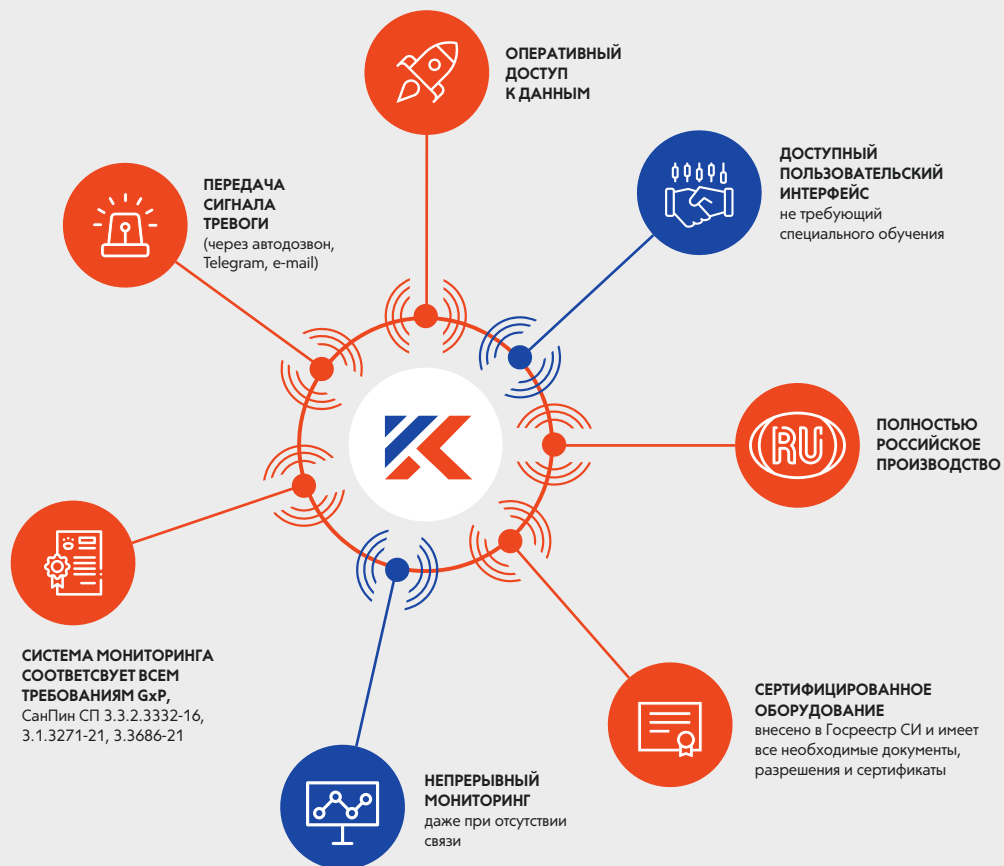 ОПЕРАТИВНЫЙ
ДОСТУП
К ДАННЫМ
ДОСТУПНЫЙ
ПОЛЬЗОВАТЕЛЬСКИЙ
ИНТЕРФЕЙС
не требующий
специального обучения
ПЕРЕДАЧА
СИГНАЛА
ТРЕВОГИ
(через автодозвон,
Telegram, e-mail)
RU
ПОЛНОСТЬЮ
РОССИЙСКОЕ
ПРОИЗВОДСТВО
СИСТЕМА МОНИТОРИНГА
СООТВЕТСВУЕТ ВСЕМ
ТРЕБОВАНИЯМ GxP,
СанПин СП 3.3.2.3332-16,
3.1.3271-21, 3.3686-21
СЕРТИФИЦИРОВАННОЕ
ОБОРУДОВАНИЕ
внесено в Госреестр СИ и имеет
все необходимые документы,
разрешения и сертификаты
НЕПРЕРЫВНЫЙ
МОНИТОРИНГ
даже при отсутствии
связи